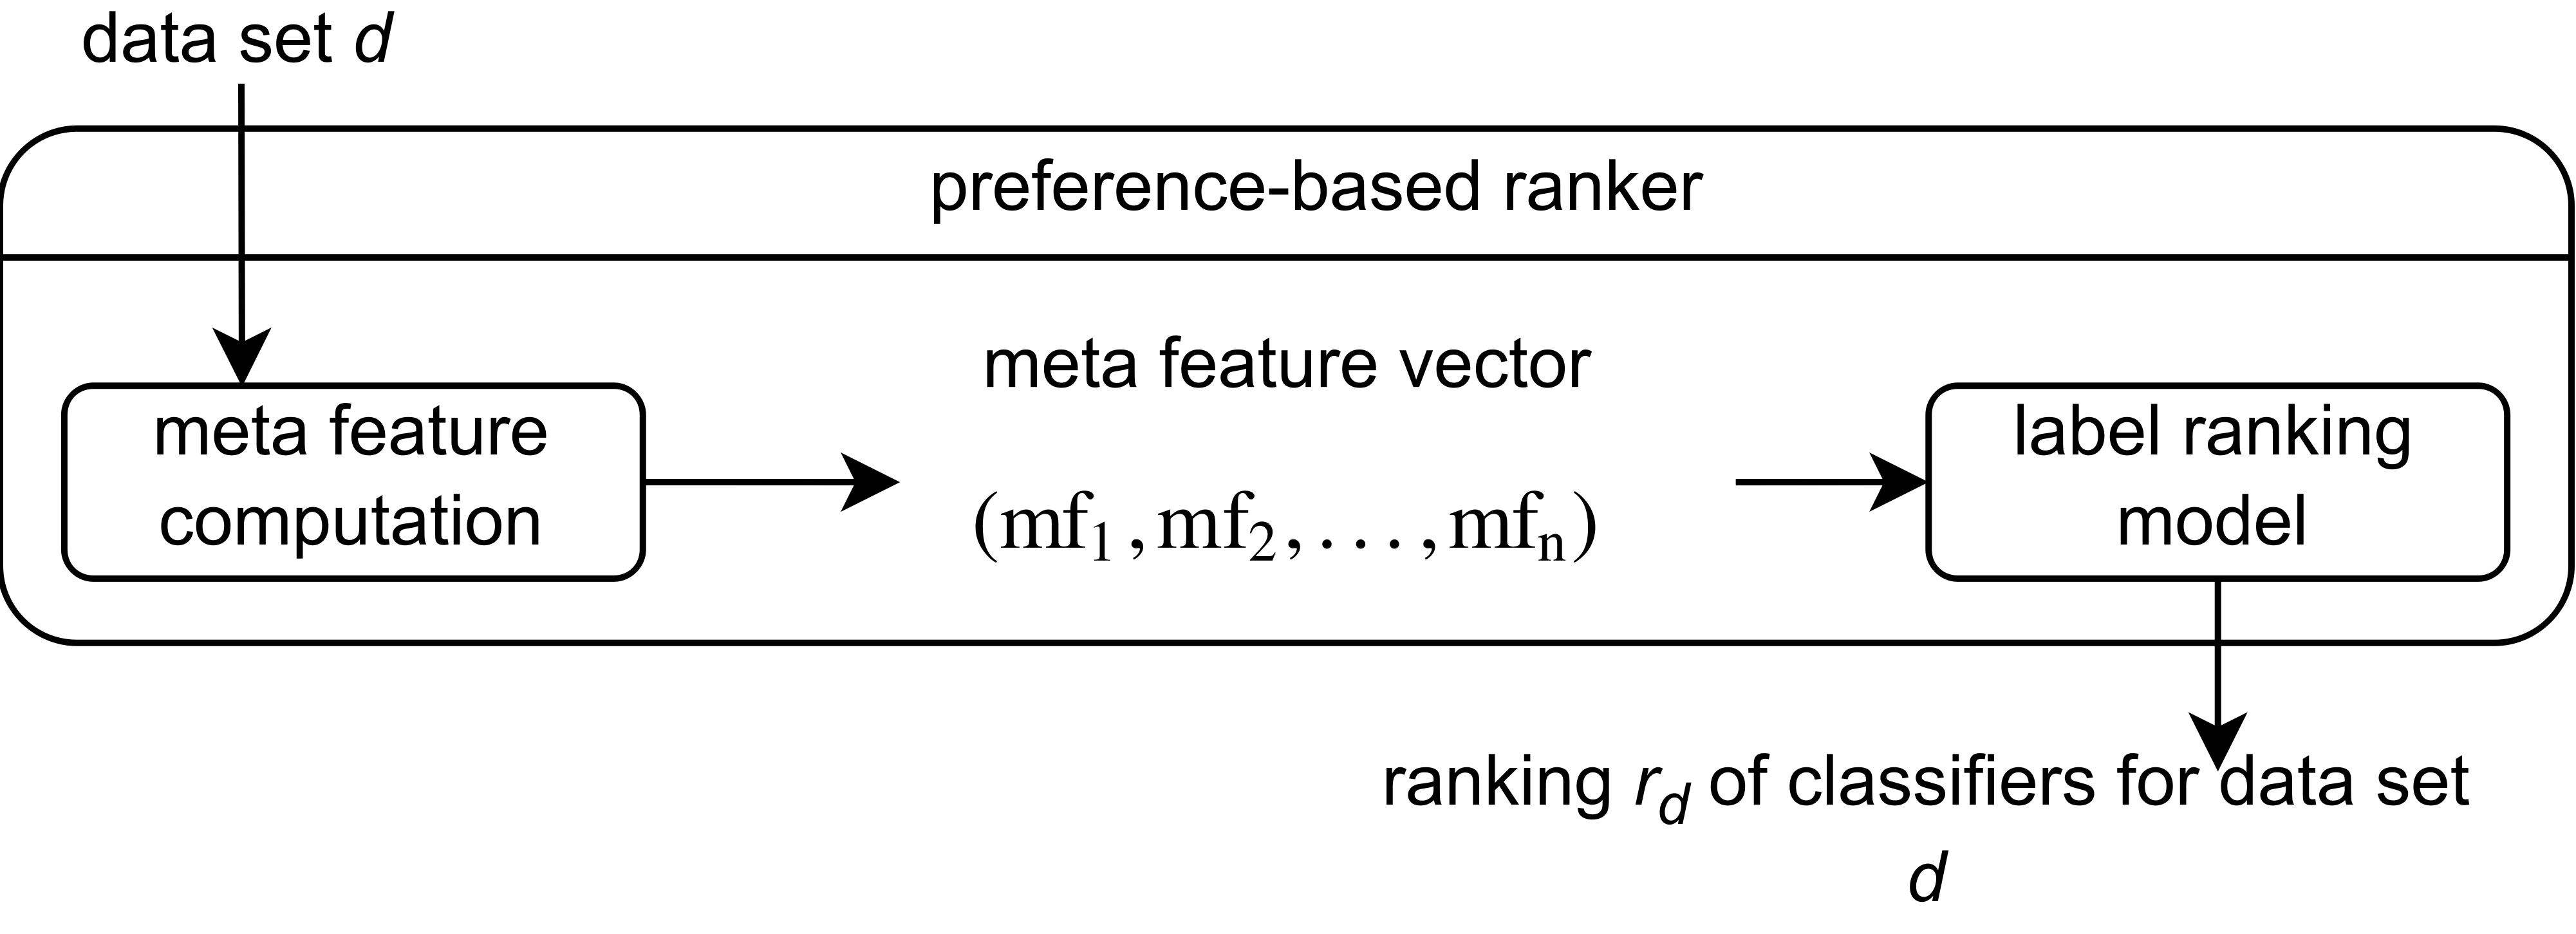 data set d
preference-based ranker
meta feature vector
meta feature
computation
(mf₁, mf₂, ..., mfₙ)
label ranking
model
ranking r_d of classifiers for data set
d